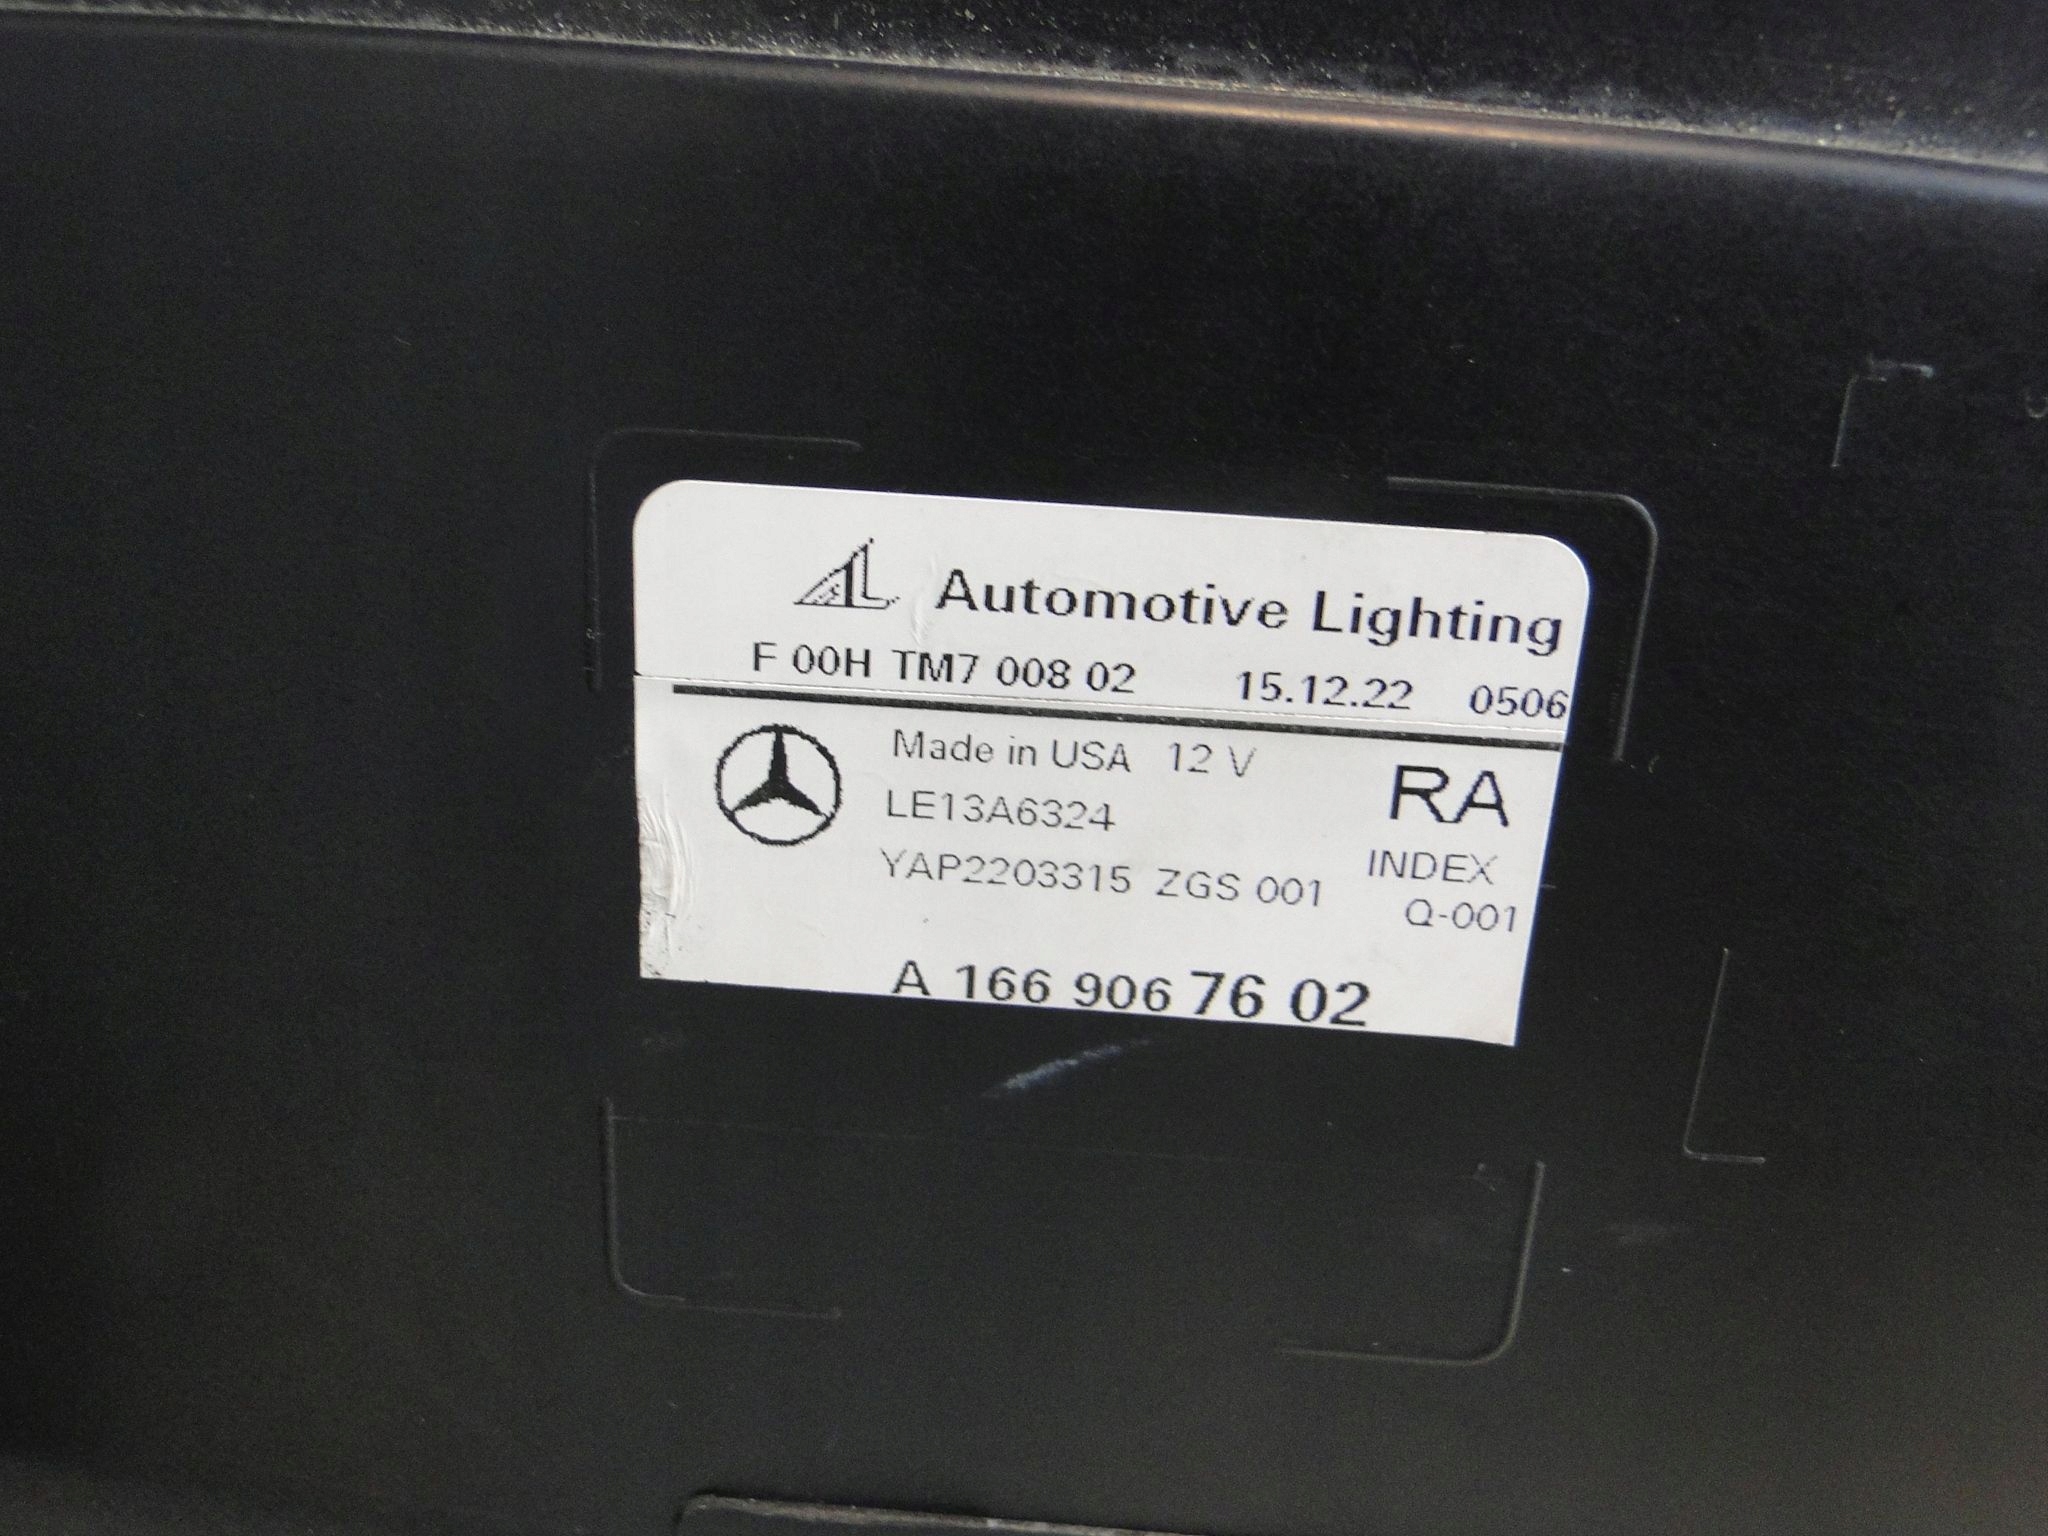 AL Automotive Lighting
F 00H TM7 008 02 15.12.22 0506
Made in USA 12 V RA
LE13A6324
YAP2203315 ZGS 001 INDEX
Q-001
A 166 906 76 02